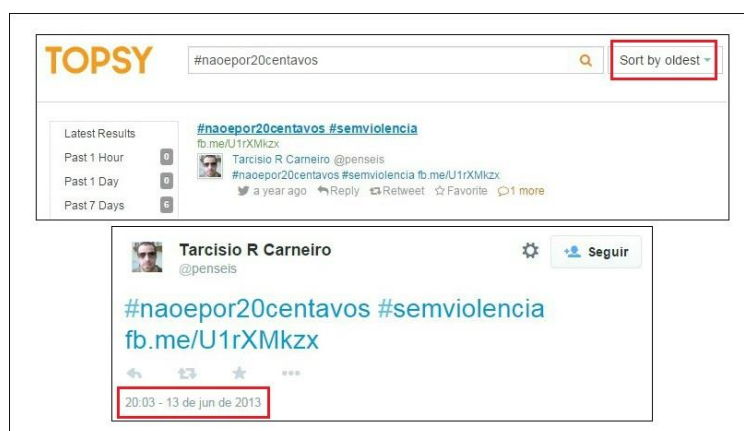 TOPSY
#naoepor20centavos
Sort by oldest
Latest Results
Past 1 Hour 0
Past 1 Day 0
Past 7 Days 6
#naoepor20centavos #semviolencia
fb.me/U1rXMkzx
Tarcisio R Carneiro @penseis
#naoepor20centavos #semviolencia fb.me/U1rXMkzx
a year ago Reply Retweet Favorite 1 more
Tarcisio R Carneiro
@penseis
Seguir
#naoepor20centavos #semviolencia
fb.me/U1rXMkzx
20:03 - 13 de jun de 2013